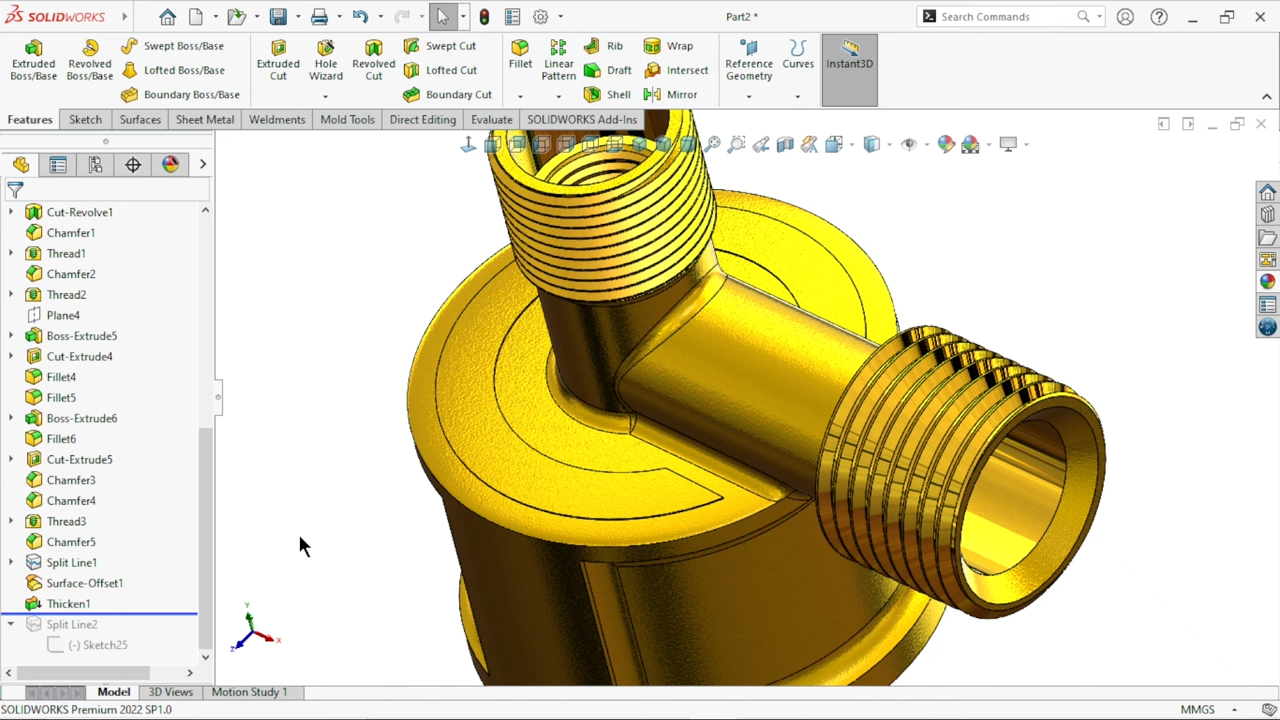 SOLIDWORKS
Part2 *
Search Commands
Extruded Boss/Base
Revolved Boss/Base
Swept Boss/Base
Lofted Boss/Base
Boundary Boss/Base
Extruded Cut
Hole Wizard
Revolved Cut
Swept Cut
Lofted Cut
Boundary Cut
Fillet
Linear Pattern
Rib
Draft
Shell
Wrap
Intersect
Mirror
Reference Geometry
Curves
Instant3D
Features Sketch Surfaces Sheet Metal Weldments Mold Tools Direct Editing Evaluate SOLIDWORKS Add-Ins
Cut-Revolve1
Chamfer1
Thread1
Chamfer2
Thread2
Plane4
Boss-Extrude5
Cut-Extrude4
Fillet4
Fillet5
Boss-Extrude6
Fillet6
Cut-Extrude5
Chamfer3
Chamfer4
Thread3
Chamfer5
Split Line1
Surface-Offset1
Thicken1
Split Line2
(-) Sketch25
Y
X
Z
Model 3D Views Motion Study 1
SOLIDWORKS Premium 2022 SP1.0
MMGS